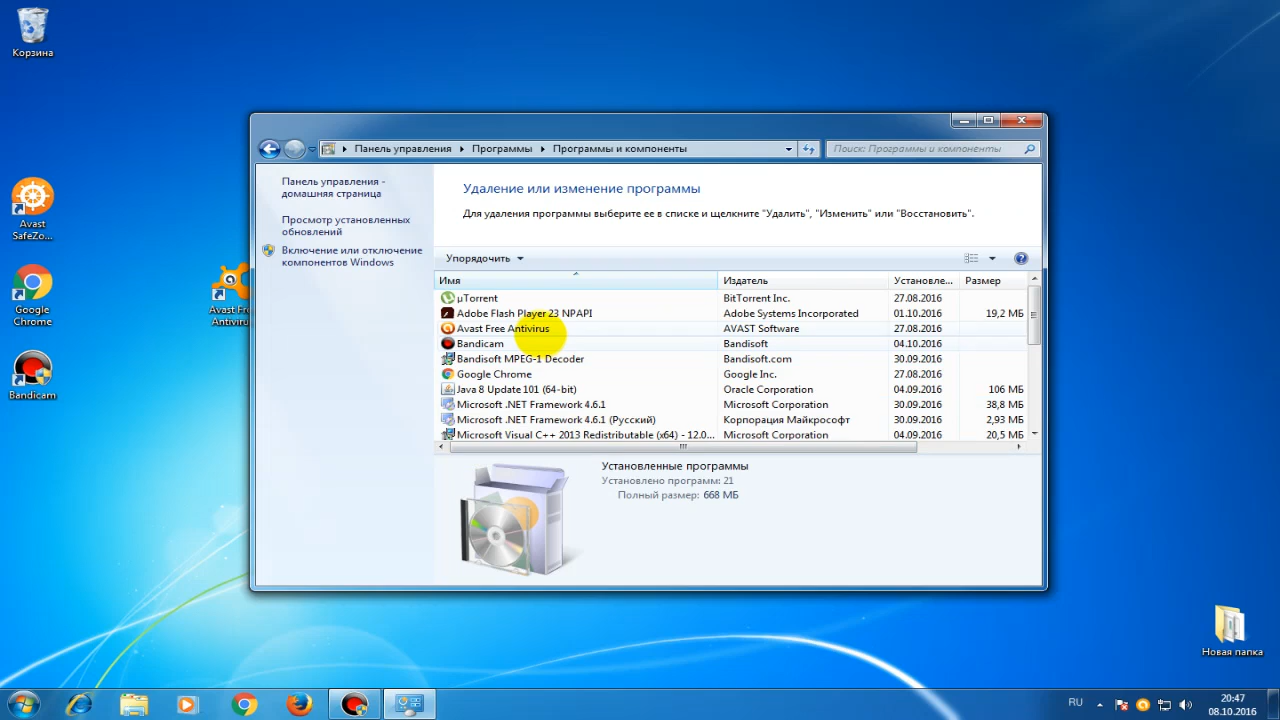 Корзина
Avast
SafeZo...
Google
Chrome
Bandicam
Avast Fre
Antivirus
Панель управления
Программы
Программы и компоненты
Поиск: Программы и компоненты
Панель управления -
домашняя страница
Просмотр установленных
обновлений
Включение или отключение
компонентов Windows
Удаление или изменение программы
Для удаления программы выберите ее в списке и щелкните "Удалить", "Изменить" или "Восстановить".
Упорядочить
Имя Издатель Установле... Размер
µTorrent BitTorrent Inc. 27.08.2016
Adobe Flash Player 23 NPAPI Adobe Systems Incorporated 01.10.2016 19,2 МБ
Avast Free Antivirus AVAST Software 27.08.2016
Bandicam Bandisoft 04.10.2016
Bandisoft MPEG-1 Decoder Bandisoft.com 30.09.2016
Google Chrome Google Inc. 27.08.2016
Java 8 Update 101 (64-bit) Oracle Corporation 04.09.2016 106 МБ
Microsoft .NET Framework 4.6.1 Microsoft Corporation 30.09.2016 38,8 МБ
Microsoft .NET Framework 4.6.1 (Русский) Корпорация Майкрософт 30.09.2016 2,93 МБ
Microsoft Visual C++ 2013 Redistributable (x64) - 12.0... Microsoft Corporation 04.09.2016 20,5 МБ
Установленные программы
Установлено программ: 21
Полный размер: 668 МБ
Новая папка
RU
20:47
08.10.2016